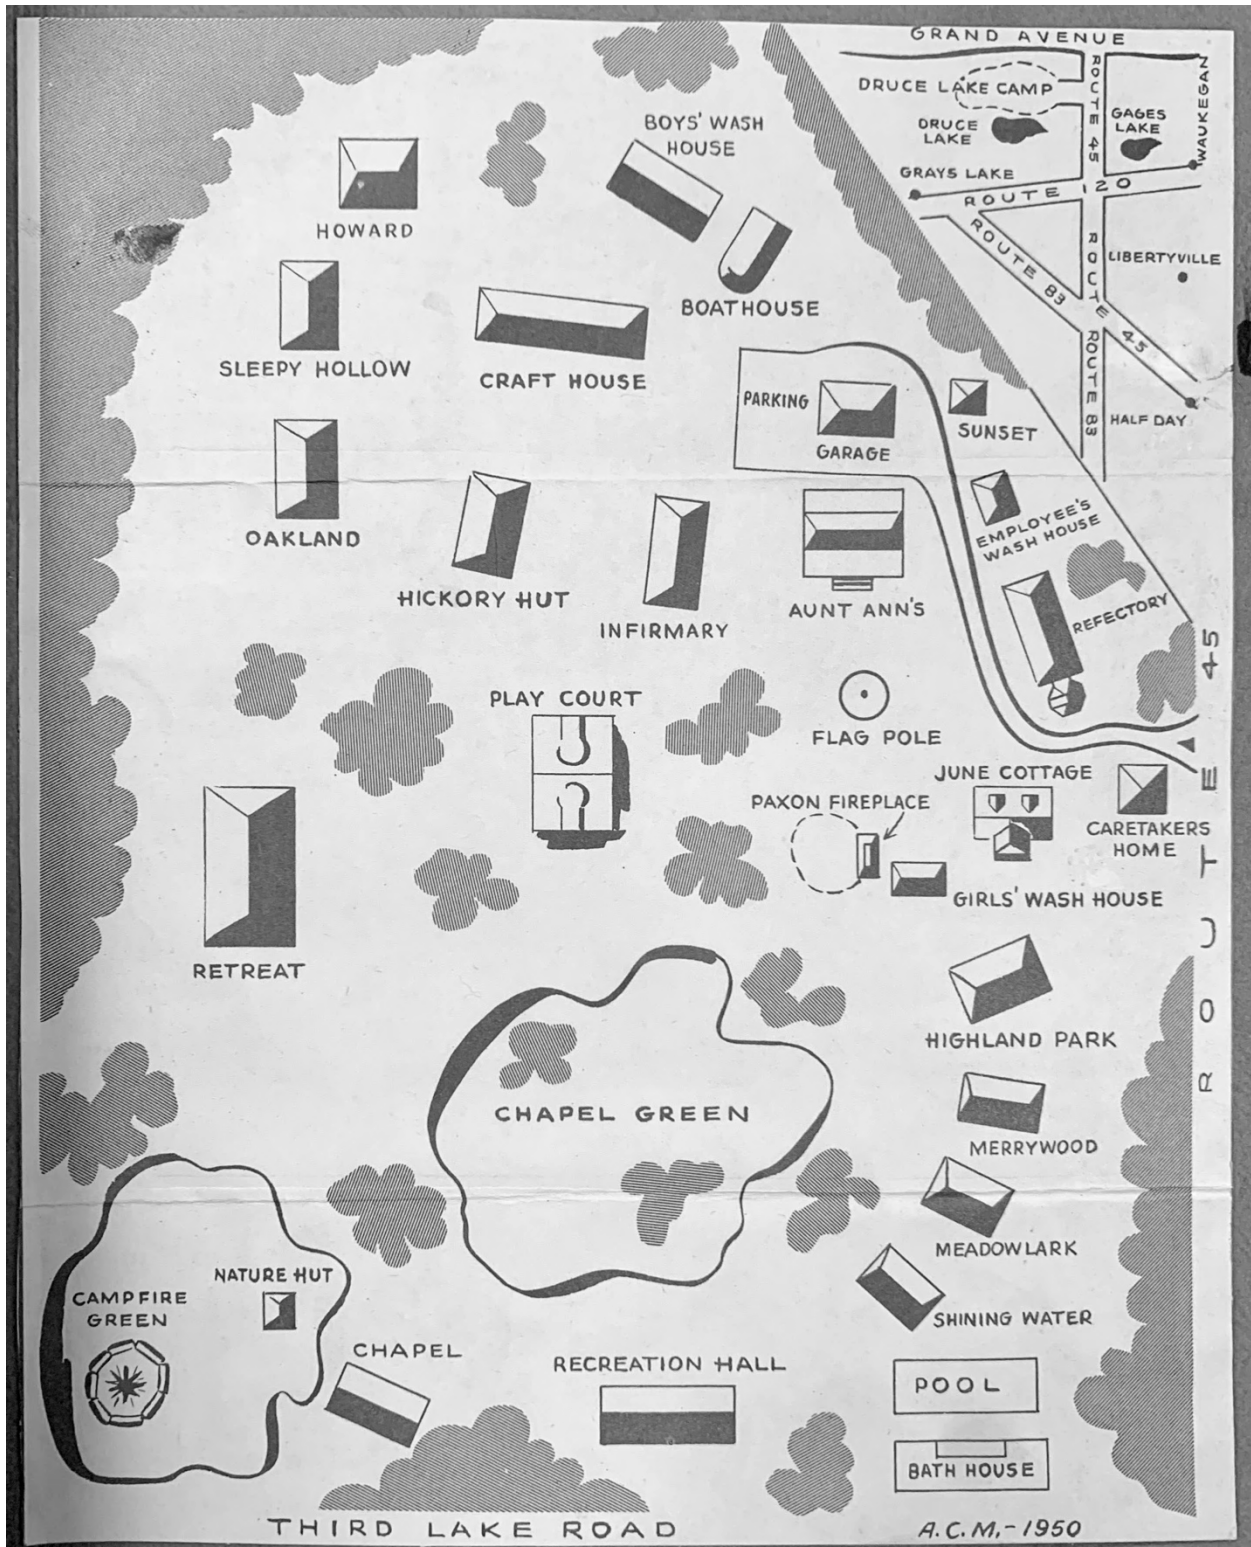 GRAND AVENUE
DRUCE LAKE CAMP
ROUTE 45
DRUCE
LAKE
GAGES
LAKE
WAUKEGAN
GRAYS LAKE
ROUTE 120
ROUTE 83
ROUTE 45
LIBERTYVILLE
ROUTE 83
HALF DAY
BOYS' WASH
HOUSE
HOWARD
BOATHOUSE
SLEEPY HOLLOW
CRAFT HOUSE
PARKING
GARAGE
SUNSET
OAKLAND
EMPLOYEE'S
WASH HOUSE
HICKORY HUT
INFIRMARY
AUNT ANN'S
REFECTORY
ROUTE 45
PLAY COURT
FLAG POLE
JUNE COTTAGE
PAXON FIREPLACE
CARETAKERS
HOME
GIRLS' WASH HOUSE
RETREAT
HIGHLAND PARK
CHAPEL GREEN
MERRYWOOD
MEADOWLARK
NATURE HUT
CAMPFIRE
GREEN
SHINING WATER
CHAPEL
RECREATION HALL
POOL
BATH HOUSE
THIRD LAKE ROAD
A.C.M.-1950